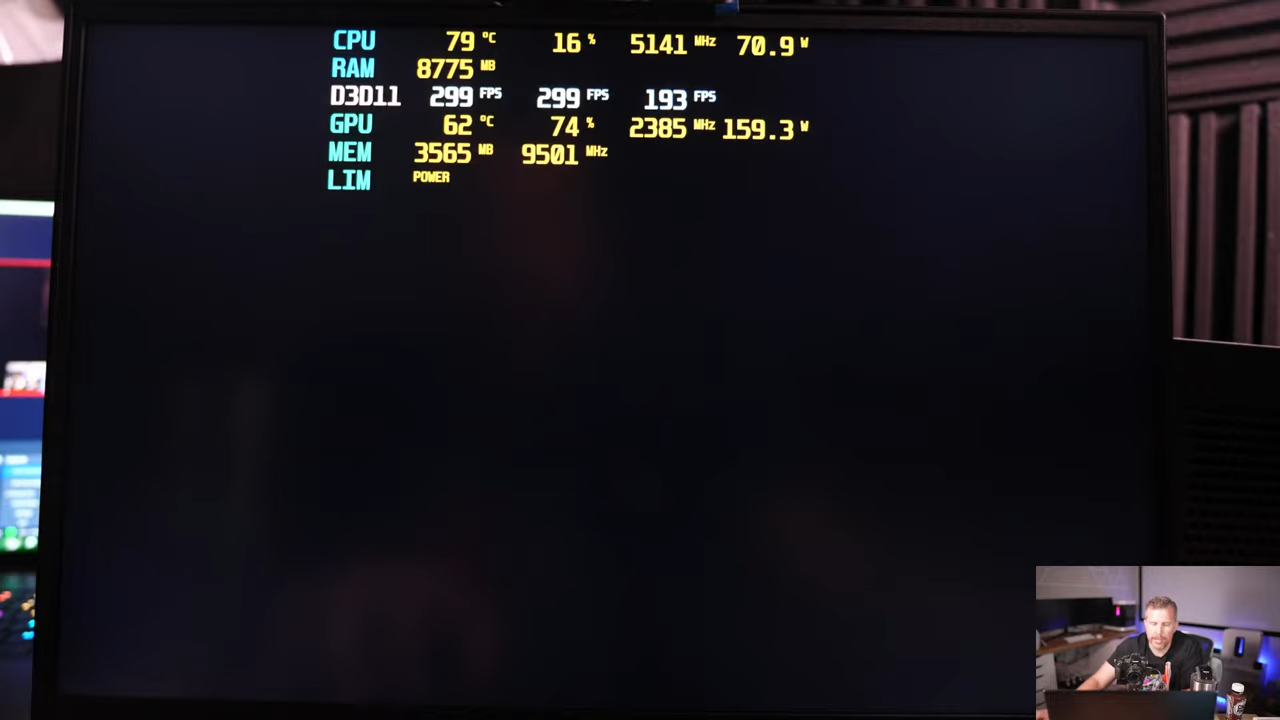 CPU 79 °C 16 % 5141 MHz 70.9 W
RAM 8775 MB
D3D11 299 FPS 299 FPS 193 FPS
GPU 62 °C 74 % 2385 MHz 159.3 W
MEM 3565 MB 9501 MHz
LIM POWER